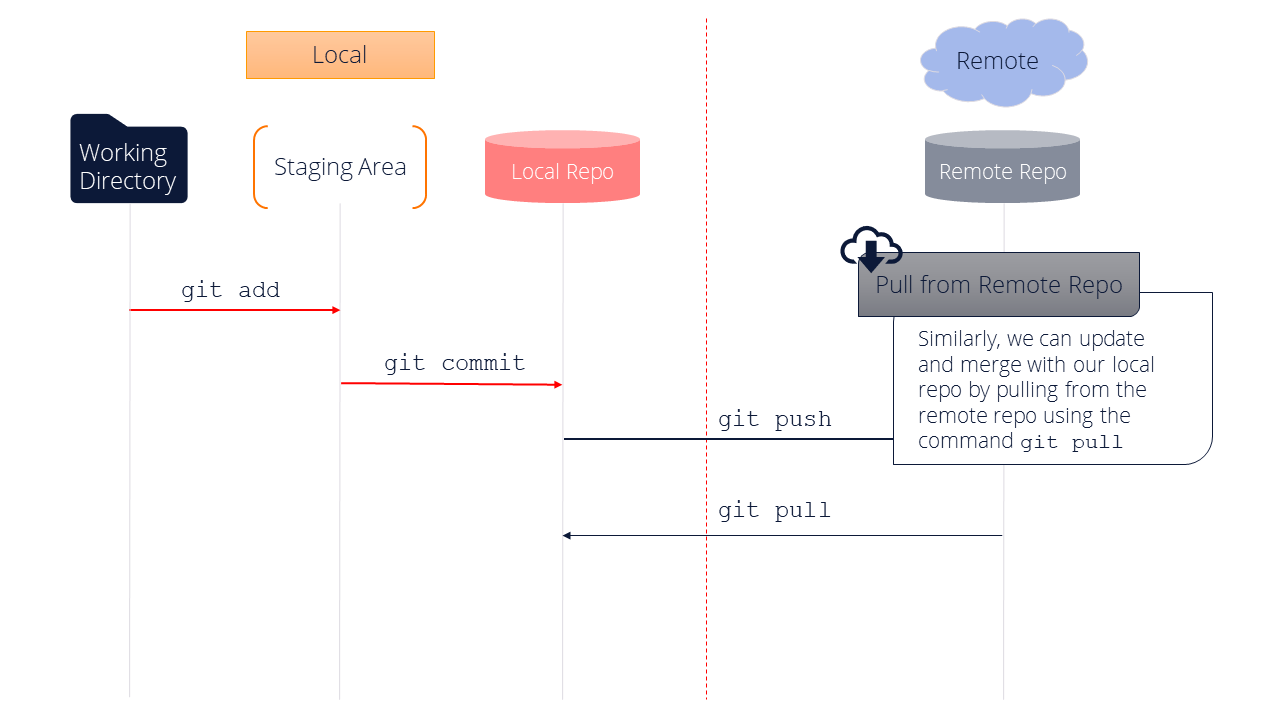 Local
Remote
Working
Directory
Staging Area
Local Repo
Remote Repo
Pull from Remote Repo
git add
Similarly, we can update
and merge with our local
repo by pulling from the
remote repo using the
command git pull
git commit
git push
git pull